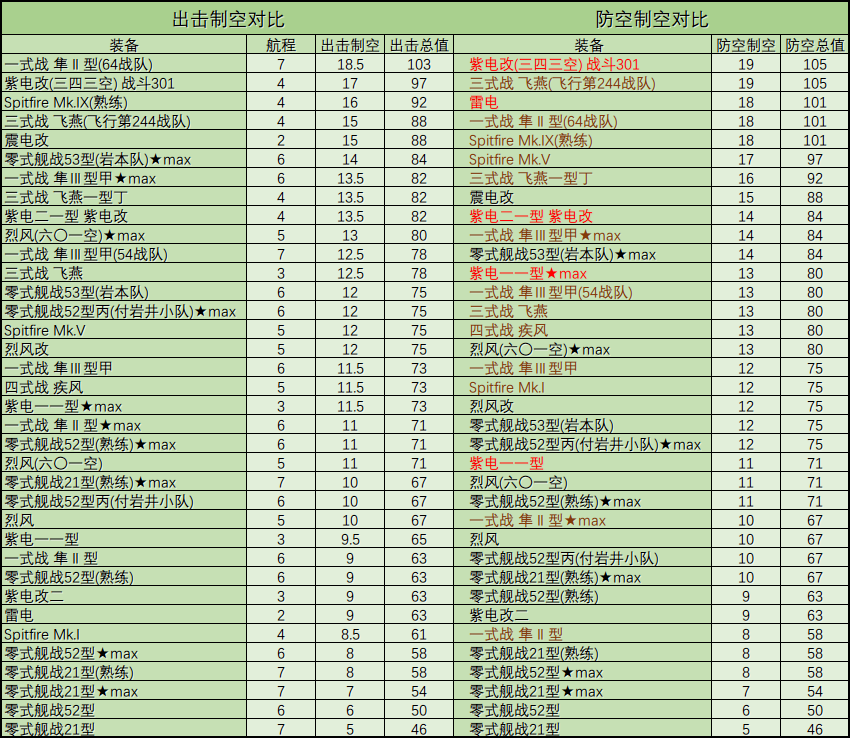 出击制空对比 防空制空对比
装备 航程 出击制空 出击总值 装备 防空制空 防空总值
一式战 隼Ⅱ型(64战队) 7 18.5 103 紫电改(三四三空) 战斗301 19 105
紫电改(三四三空) 战斗301 4 17 97 三式战 飞燕(飞行第244战队) 19 105
Spitfire Mk.IX(熟练) 4 16 92 雷电 18 101
三式战 飞燕(飞行第244战队) 4 15 88 一式战 隼Ⅱ型(64战队) 18 101
震电改 2 15 88 Spitfire Mk.IX(熟练) 18 101
零式舰战53型(岩本队)★max 6 14 84 Spitfire Mk.V 17 97
一式战 隼Ⅲ型甲★max 6 13.5 82 三式战 飞燕一型丁 16 92
三式战 飞燕一型丁 4 13.5 82 震电改 15 88
紫电二一型 紫电改 4 13.5 82 紫电二一型 紫电改 14 84
烈风(六〇一空)★max 5 13 80 一式战 隼Ⅲ型甲★max 14 84
一式战 隼Ⅲ型甲(54战队) 7 12.5 78 零式舰战53型(岩本队)★max 14 84
三式战 飞燕 3 12.5 78 紫电一一型★max 13 80
零式舰战53型(岩本队) 6 12 75 一式战 隼Ⅲ型甲(54战队) 13 80
零式舰战52型丙(付岩井小队)★max 6 12 75 三式战 飞燕 13 80
Spitfire Mk.V 5 12 75 四式战 疾风 13 80
烈风改 5 12 75 烈风(六〇一空)★max 13 80
一式战 隼Ⅲ型甲 6 11.5 73 一式战 隼Ⅲ型甲 12 75
四式战 疾风 5 11.5 73 Spitfire Mk.I 12 75
紫电一一型★max 3 11.5 73 烈风改 12 75
一式战 隼Ⅱ型★max 6 11 71 零式舰战53型(岩本队) 12 75
零式舰战52型(熟练)★max 6 11 71 零式舰战52型丙(付岩井小队)★max 12 75
烈风(六〇一空) 5 11 71 紫电一一型 11 71
零式舰战21型(熟练)★max 7 10 67 烈风(六〇一空) 11 71
零式舰战52型丙(付岩井小队) 6 10 67 零式舰战52型(熟练)★max 11 71
烈风 5 10 67 一式战 隼Ⅱ型★max 10 67
紫电一一型 3 9.5 65 烈风 10 67
一式战 隼Ⅱ型 6 9 63 零式舰战52型丙(付岩井小队) 10 67
零式舰战52型(熟练) 6 9 63 零式舰战21型(熟练)★max 10 67
紫电改二 3 9 63 零式舰战52型(熟练) 9 63
雷电 2 9 63 紫电改二 9 63
Spitfire Mk.I 4 8.5 61 一式战 隼Ⅱ型 8 58
零式舰战52型★max 6 8 58 零式舰战21型(熟练) 8 58
零式舰战21型(熟练) 7 8 58 零式舰战52型★max 8 58
零式舰战21型★max 7 7 54 零式舰战21型★max 7 54
零式舰战52型 6 6 50 零式舰战52型 6 50
零式舰战21型 7 5 46 零式舰战21型 5 46